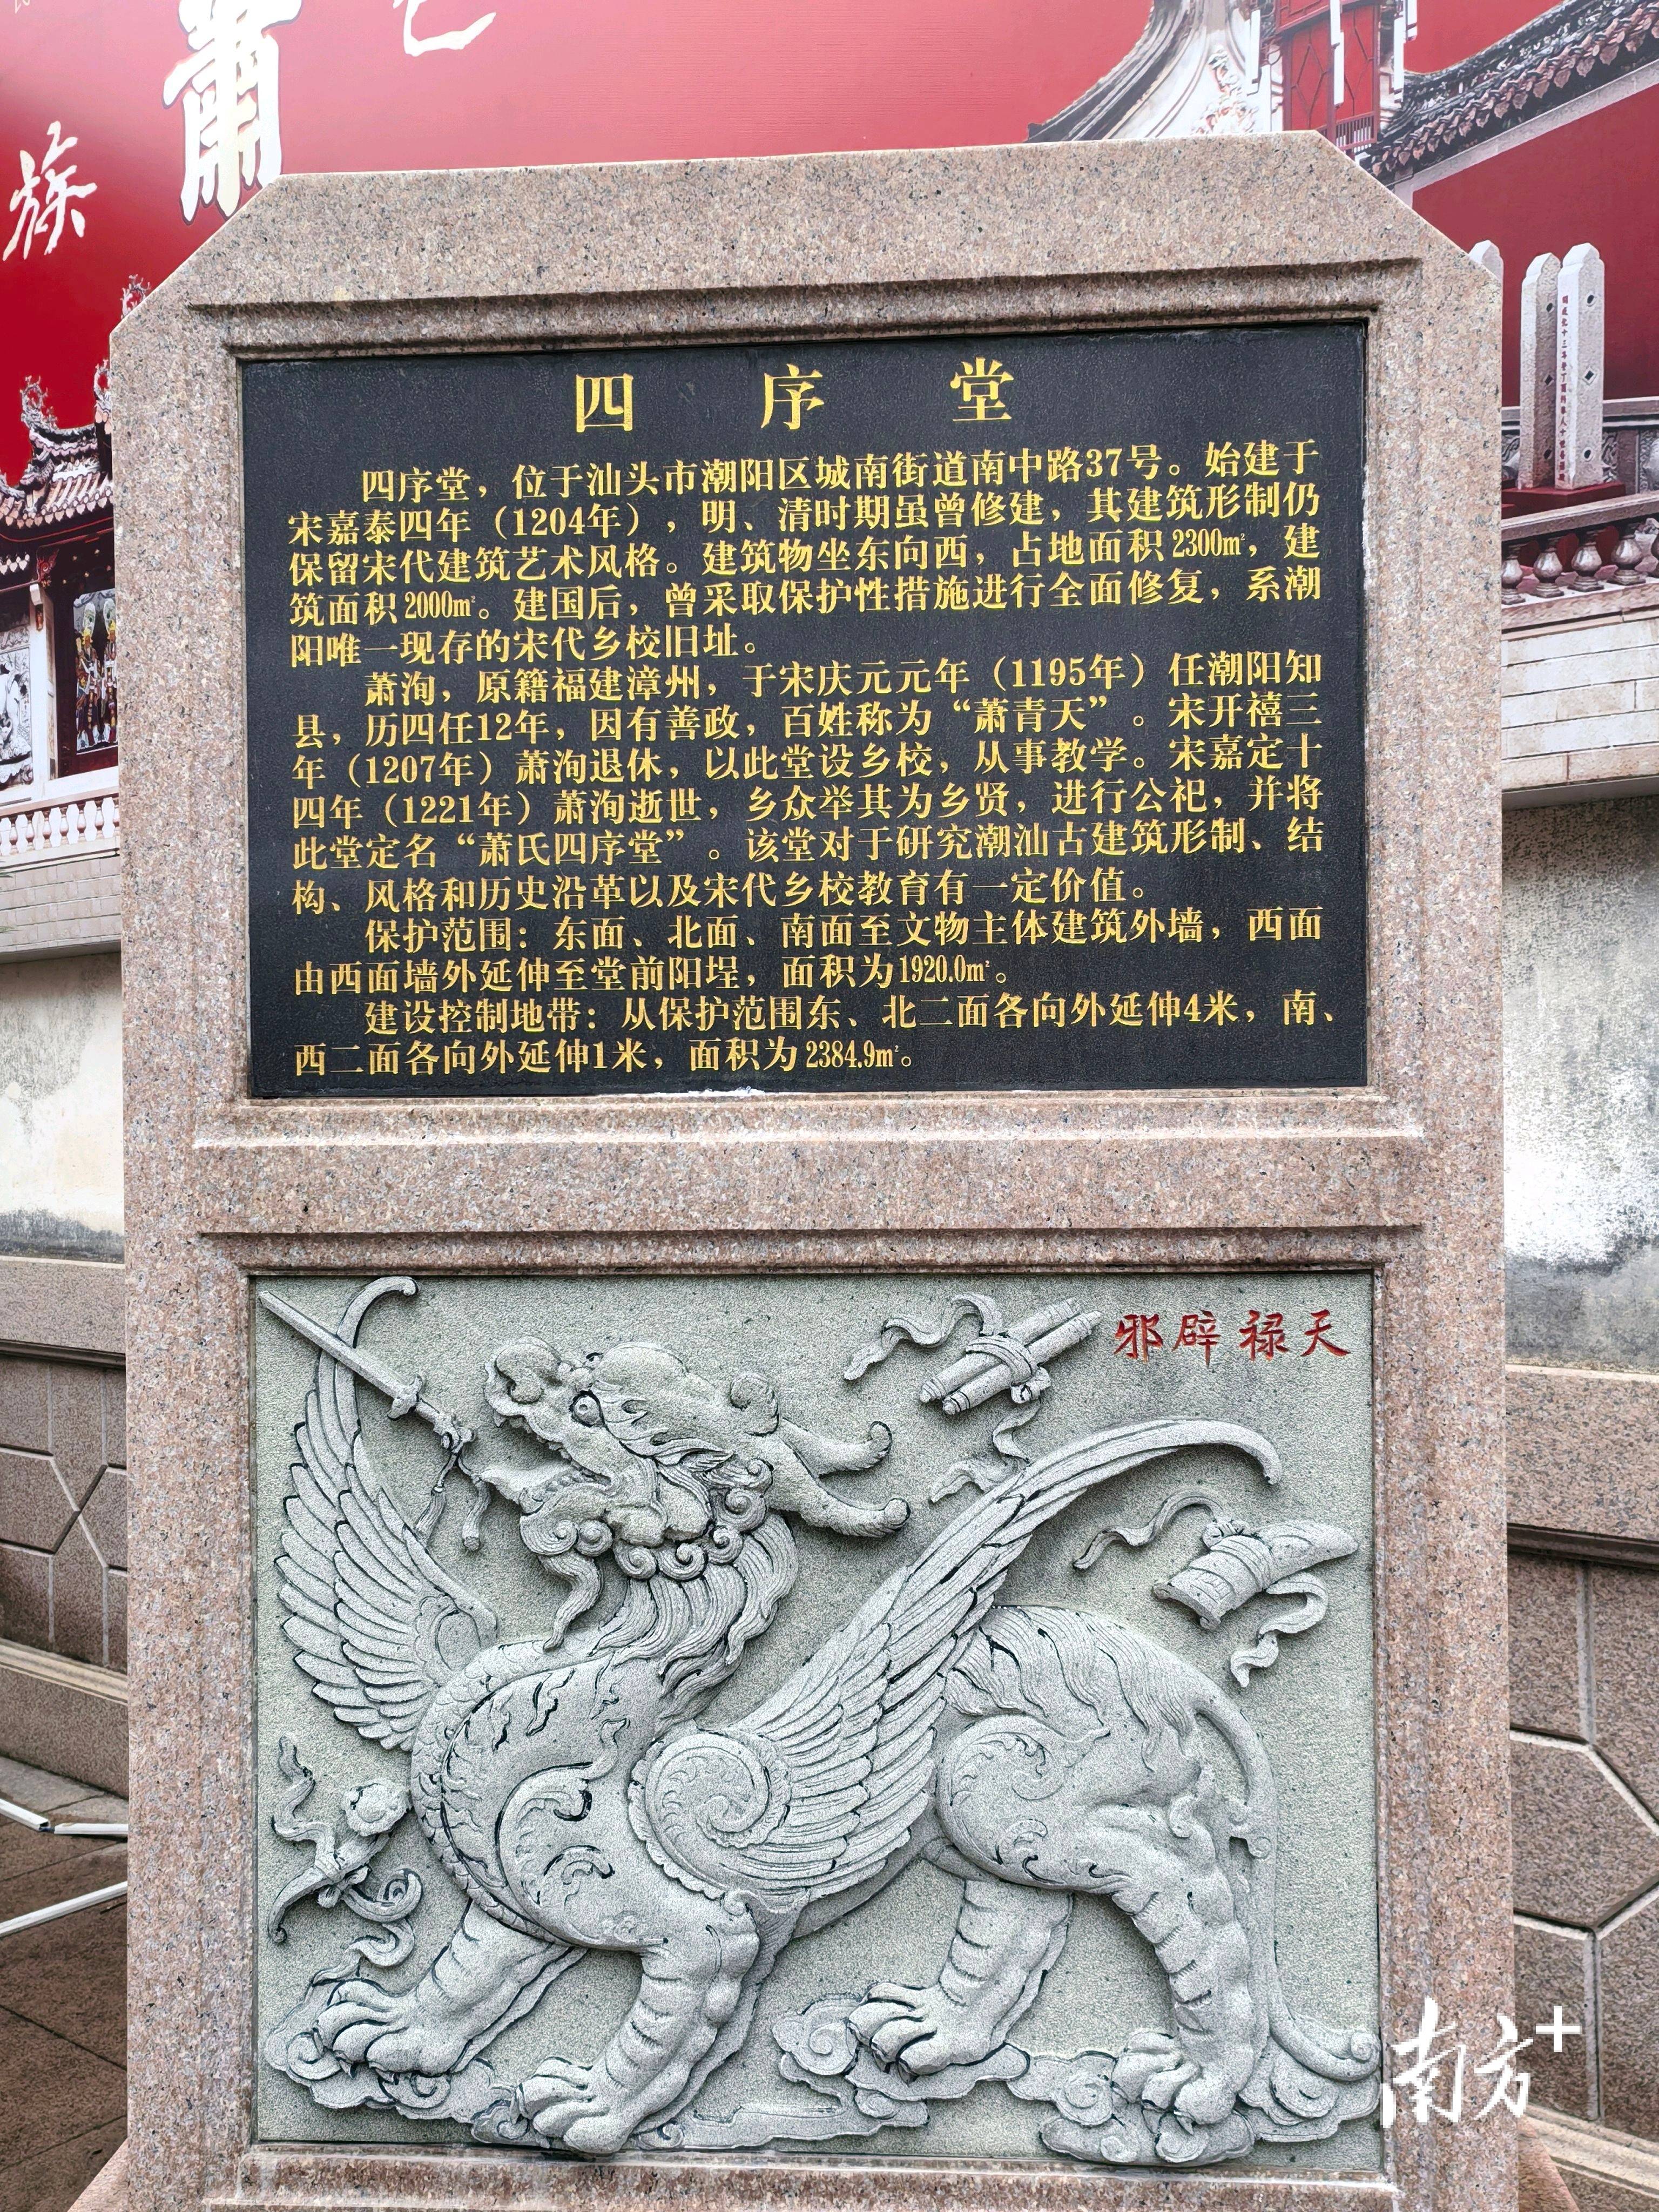 族
蕭
四序堂
四序堂，位于汕头市潮阳区城南街道南中路37号。始建于
宋嘉泰四年（1204年），明、清时期虽曾修建，其建筑形制仍
保留宋代建筑艺术风格。建筑物坐东向西，占地面积2300㎡，建
筑面积2000㎡。建国后，曾采取保护性措施进行全面修复，系潮
阳唯一现存的宋代乡校旧址。
萧洵，原籍福建漳州，于宋庆元元年（1195年）任潮阳知
县，历四任12年，因有善政，百姓称为“萧青天”。宋开禧三
年（1207年）萧洵退休，以此堂设乡校，从事教学。宋嘉定十
四年（1221年）萧洵逝世，乡众举其为乡贤，进行公祀，并将
此堂定名“萧氏四序堂”。该堂对于研究潮汕古建筑形制、结
构、风格和历史沿革以及宋代乡校教育有一定价值。
保护范围：东面、北面、南面至文物主体建筑外墙，西面
由西面墙外延伸至堂前阳埕，面积为1920.0㎡。
建设控制地带：从保护范围东、北二面各向外延伸4米，南、
西二面各向外延伸1米，面积为2384.9㎡。
天禄辟邪
南方+